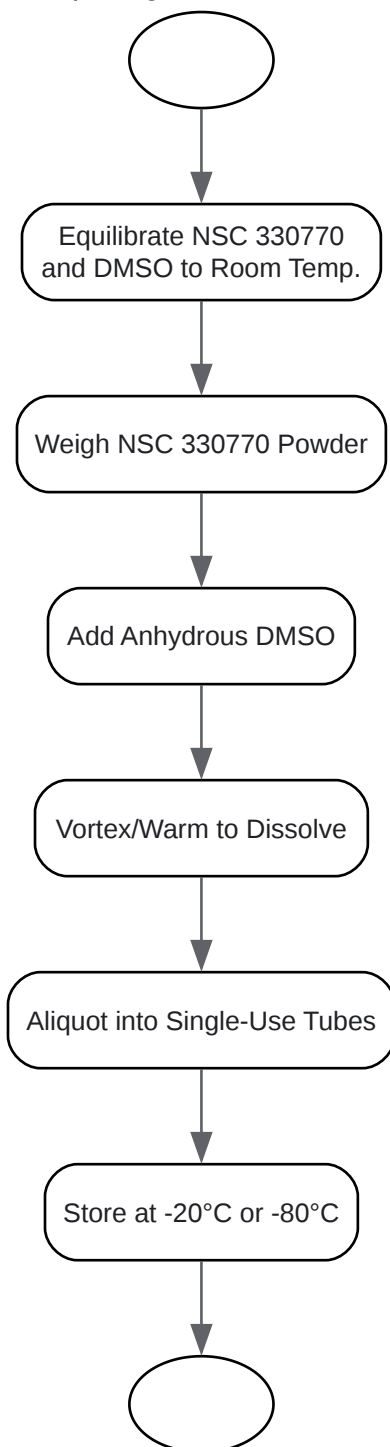 Equilibrate NSC 330770
and DMSO to Room Temp.
Weigh NSC 330770 Powder
Add Anhydrous DMSO
Vortex/Warm to Dissolve
Aliquot into Single-Use Tubes
Store at -20°C or -80°C